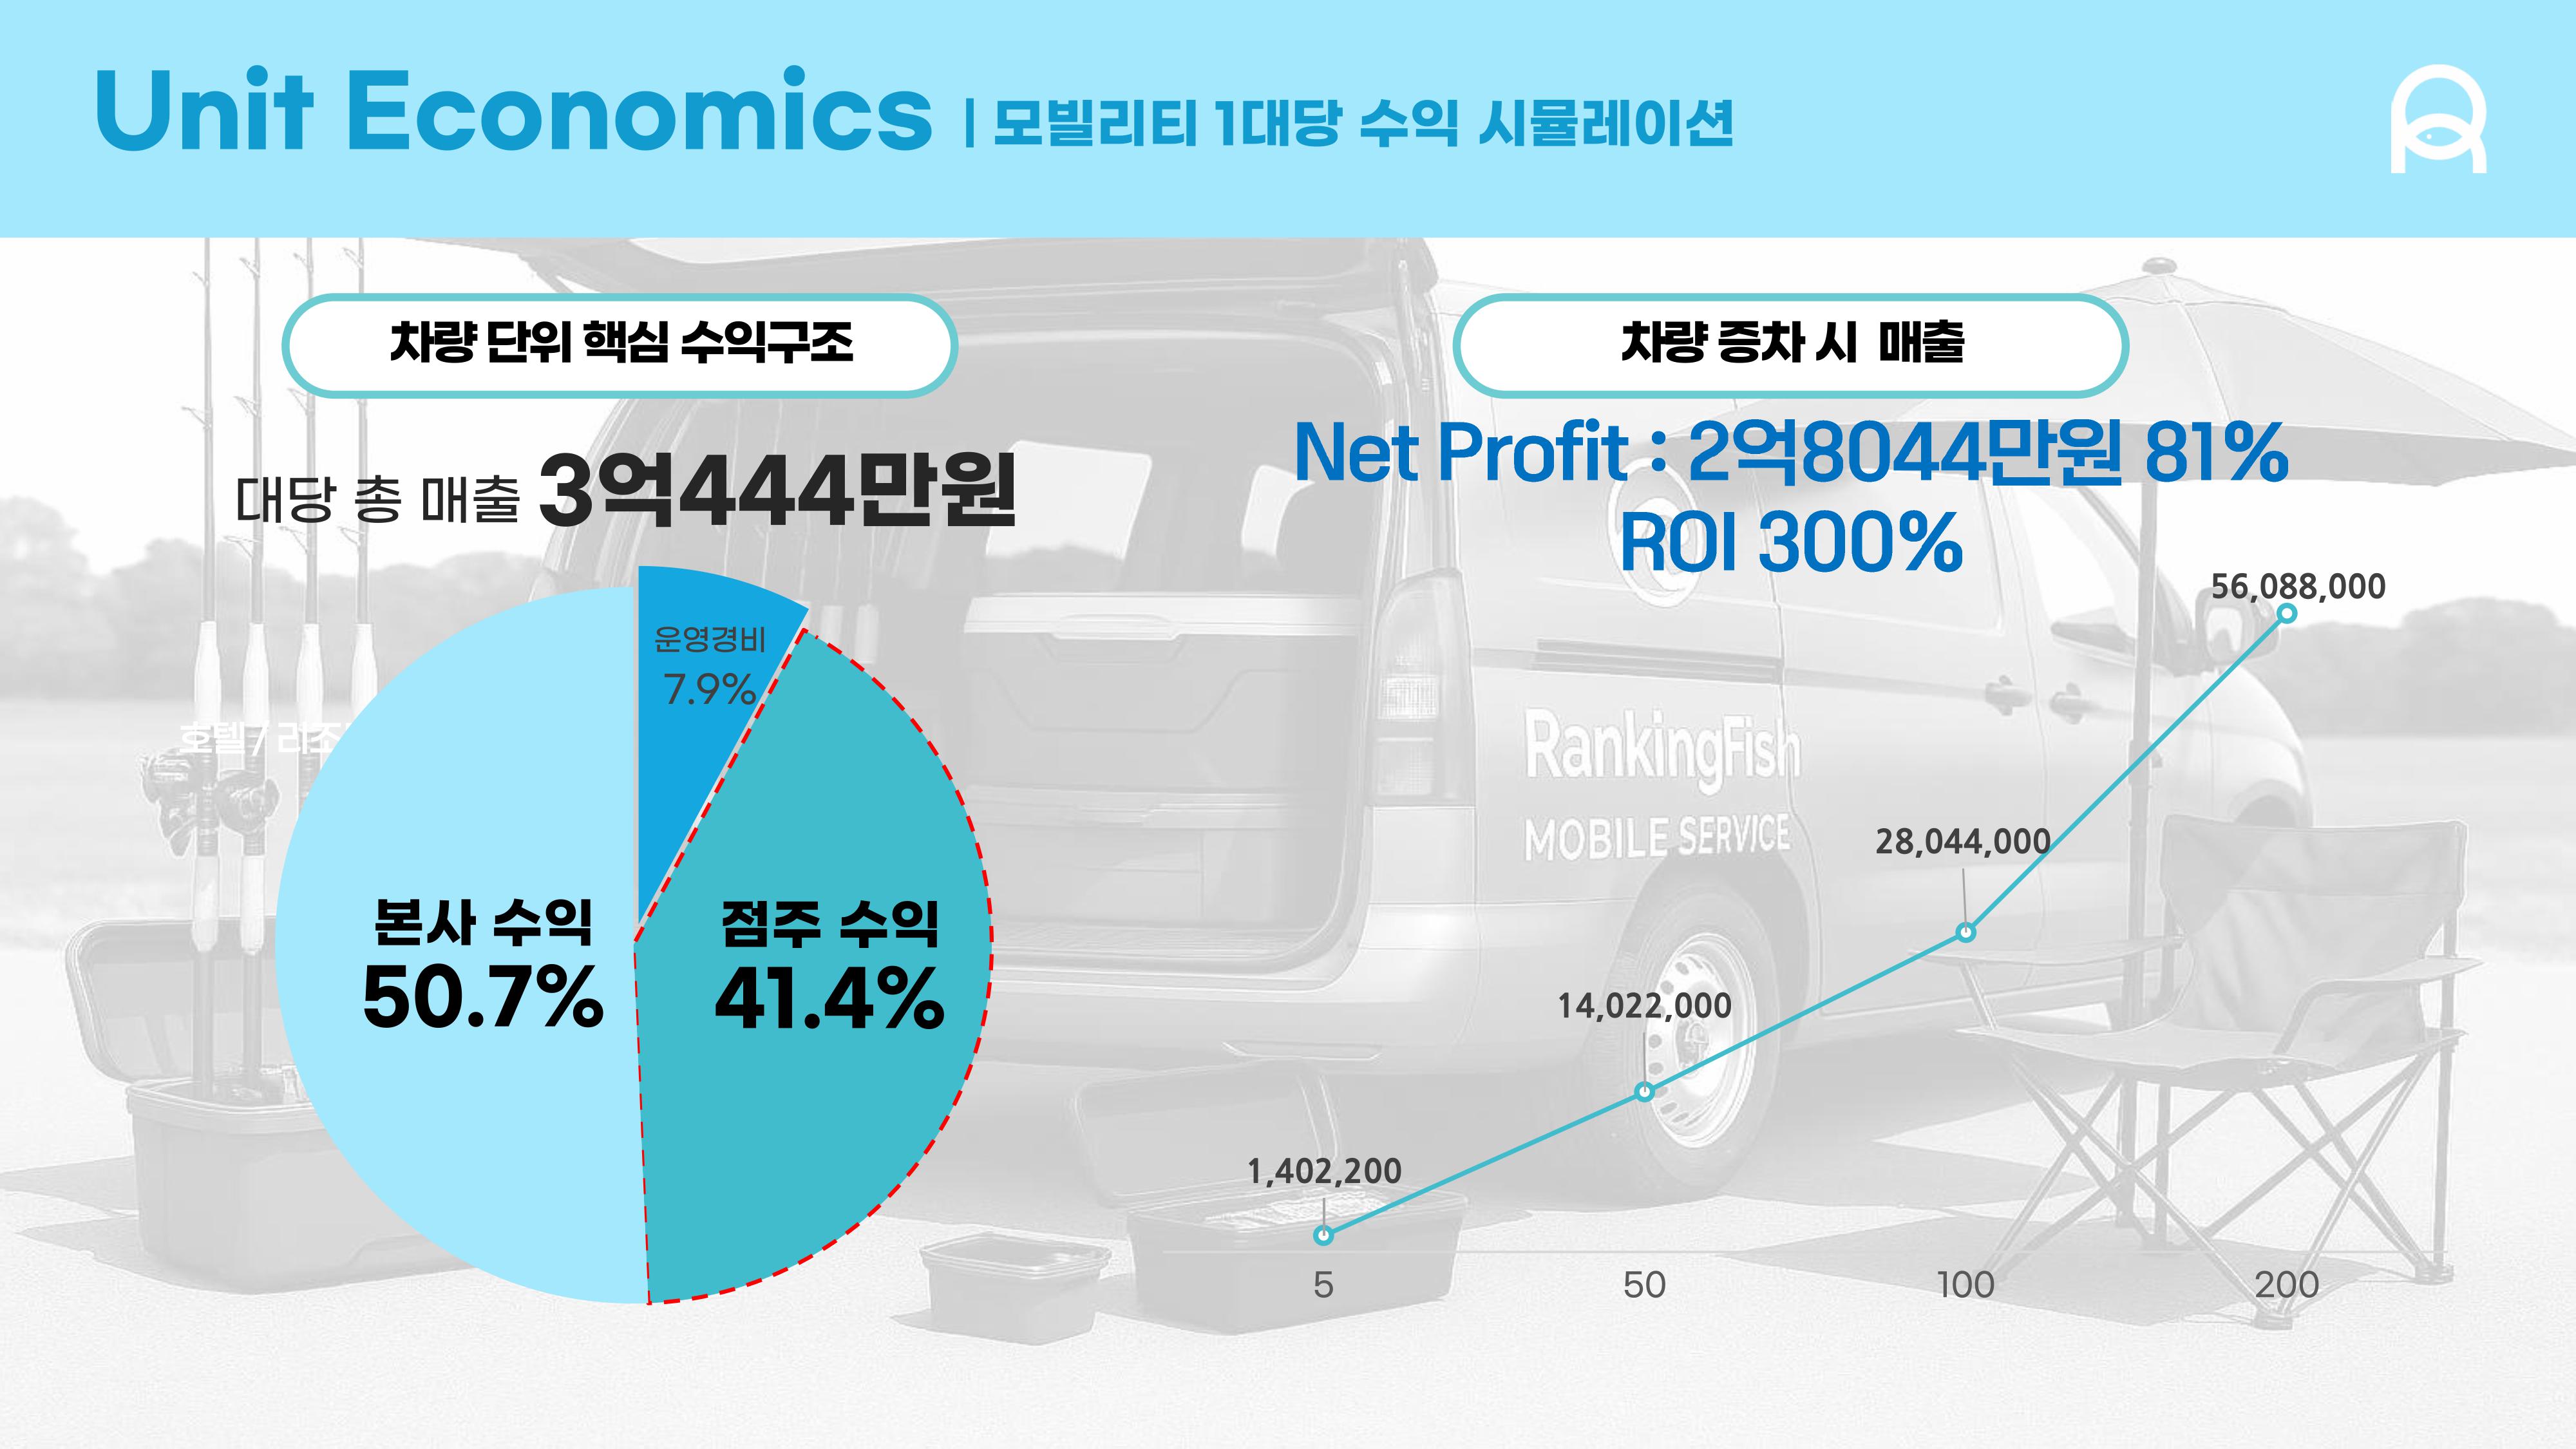 Unit Economics | 모빌리티 1대당 수익 시뮬레이션
차량 단위 핵심 수익구조
대당 총 매출 3억444만원
운영경비
7.9%
호텔 / 리조
본사 수익
50.7%
점주 수익
41.4%
차량 증차 시 매출
Net Profit : 2억8044만원 81%
ROI 300%
56,088,000
28,044,000
14,022,000
1,402,200
5
50
100
200
RankingFish
MOBILE SERVICE